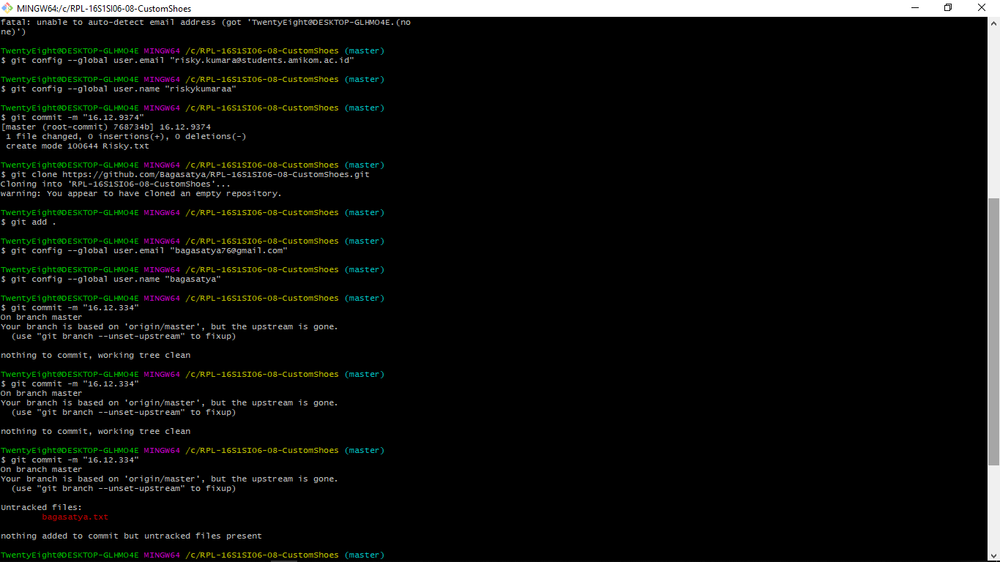 MINGW64:/c/RPL-16S1SI06-08-CustomShoes
fatal: unable to auto-detect email address (got 'TwentyEight@DESKTOP-GLHMO4E.(no
ne)')
TwentyEight@DESKTOP-GLHMO4E MINGW64 /c/RPL-16S1SI06-08-CustomShoes (master)
$ git config --global user.email "risky.kumara@students.amikom.ac.id"
TwentyEight@DESKTOP-GLHMO4E MINGW64 /c/RPL-16S1SI06-08-CustomShoes (master)
$ git config --global user.name "riskykumaraa"
TwentyEight@DESKTOP-GLHMO4E MINGW64 /c/RPL-16S1SI06-08-CustomShoes (master)
$ git commit -m "16.12.9374"
[master (root-commit) 768734b] 16.12.9374
 1 file changed, 0 insertions(+), 0 deletions(-)
 create mode 100644 Risky.txt
TwentyEight@DESKTOP-GLHMO4E MINGW64 /c/RPL-16S1SI06-08-CustomShoes (master)
$ git clone https://github.com/Bagasatya/RPL-16S1SI06-08-CustomShoes.git
Cloning into 'RPL-16S1SI06-08-CustomShoes'...
warning: You appear to have cloned an empty repository.
TwentyEight@DESKTOP-GLHMO4E MINGW64 /c/RPL-16S1SI06-08-CustomShoes (master)
$ git add .
TwentyEight@DESKTOP-GLHMO4E MINGW64 /c/RPL-16S1SI06-08-CustomShoes (master)
$ git config --global user.email "bagasatya76@gmail.com"
TwentyEight@DESKTOP-GLHMO4E MINGW64 /c/RPL-16S1SI06-08-CustomShoes (master)
$ git config --global user.name "bagasatya"
TwentyEight@DESKTOP-GLHMO4E MINGW64 /c/RPL-16S1SI06-08-CustomShoes (master)
$ git commit -m "16.12.334"
On branch master
Your branch is based on 'origin/master', but the upstream is gone.
  (use "git branch --unset-upstream" to fixup)
nothing to commit, working tree clean
TwentyEight@DESKTOP-GLHMO4E MINGW64 /c/RPL-16S1SI06-08-CustomShoes (master)
$ git commit -m "16.12.334"
On branch master
Your branch is based on 'origin/master', but the upstream is gone.
  (use "git branch --unset-upstream" to fixup)
nothing to commit, working tree clean
TwentyEight@DESKTOP-GLHMO4E MINGW64 /c/RPL-16S1SI06-08-CustomShoes (master)
$ git commit -m "16.12.334"
On branch master
Your branch is based on 'origin/master', but the upstream is gone.
  (use "git branch --unset-upstream" to fixup)
Untracked files:
        bagasatya.txt
nothing added to commit but untracked files present
TwentyEight@DESKTOP-GLHMO4E MINGW64 /c/RPL-16S1SI06-08-CustomShoes (master)